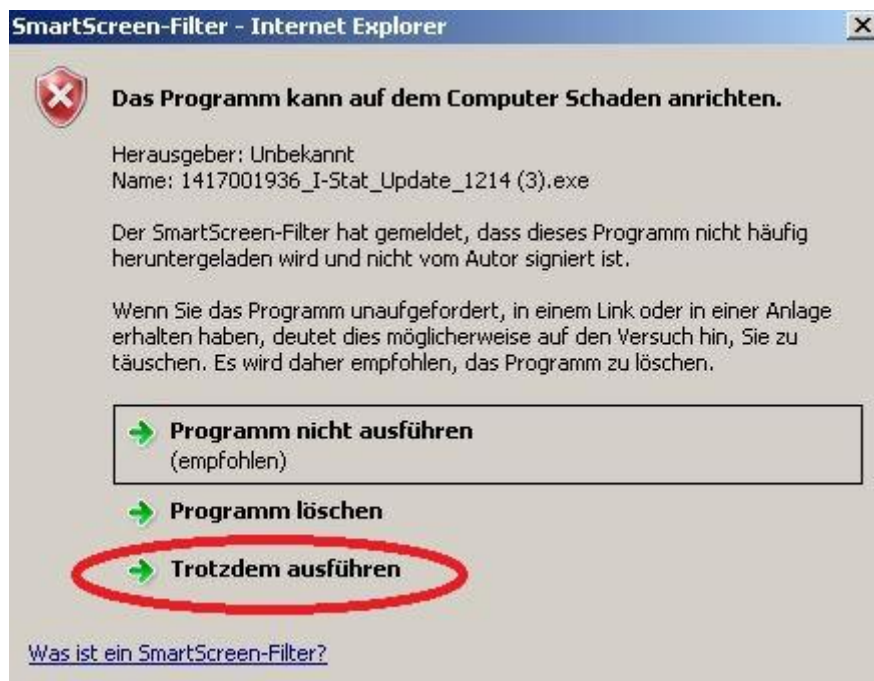 SmartScreen-Filter - Internet Explorer
Das Programm kann auf dem Computer Schaden anrichten.
Herausgeber: Unbekannt
Name: 1417001936_I-Stat_Update_1214 (3).exe
Der SmartScreen-Filter hat gemeldet, dass dieses Programm nicht häufig
heruntergeladen wird und nicht vom Autor signiert ist.
Wenn Sie das Programm unaufgefordert, in einem Link oder in einer Anlage
erhalten haben, deutet dies möglicherweise auf den Versuch hin, Sie zu
täuschen. Es wird daher empfohlen, das Programm zu löschen.
Programm nicht ausführen
(empfohlen)
Programm löschen
Trotzdem ausführen
Was ist ein SmartScreen-Filter?